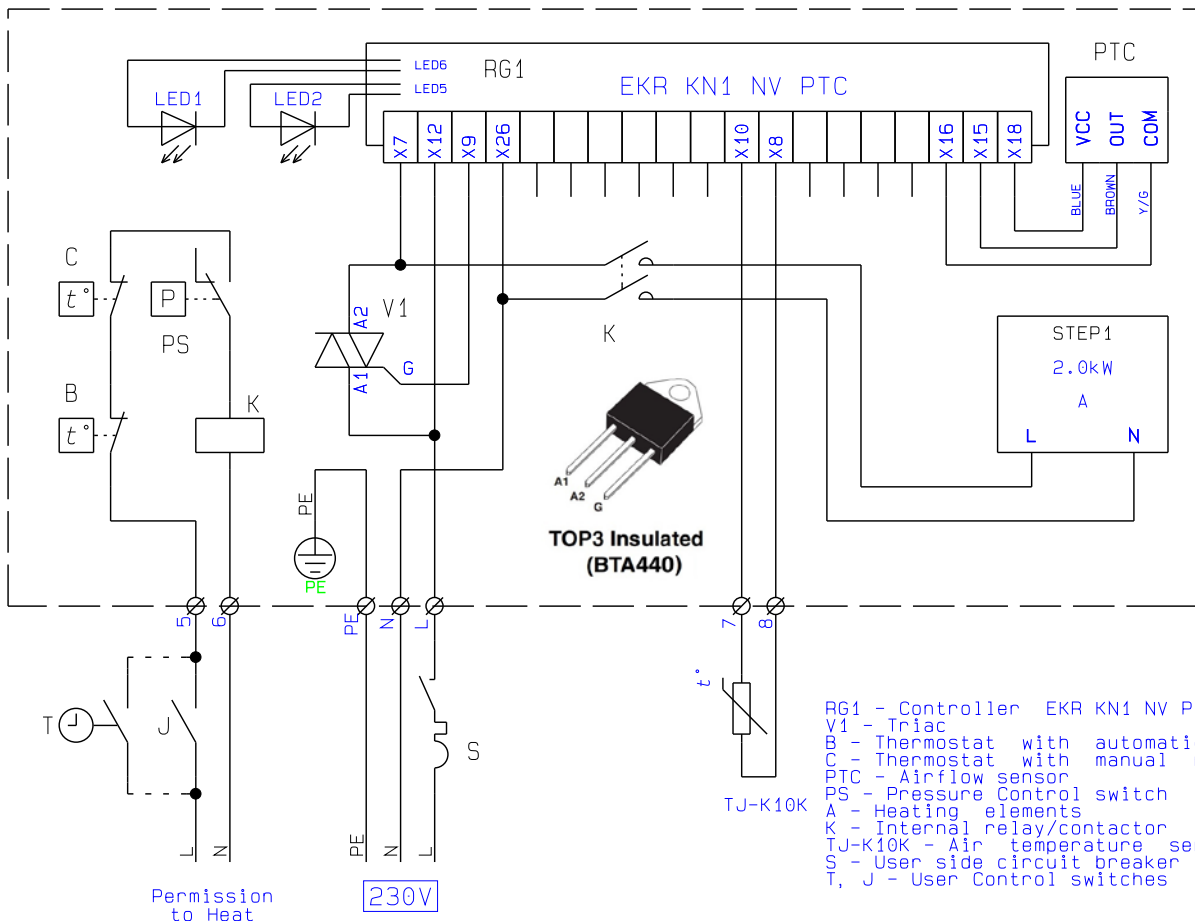 LED6
RG1
PTC
LED5
LED1
LED2
EKR KN1 NV PTC
X7
X12
X9
X26
X10
X8
X16
X15
X18
VCC
OUT
COM
BLUE
BROWN
Y/G
C
t°
P
PS
V1
A2
A1
G
K
STEP1
2.0kW
A
L
N
B
t°
K
A1
A2
G
TOP3 Insulated
(BTA440)
PE
PE
5
6
PE
N
L
7
8
T
J
S
t°
TJ-K10K
L
N
PE
N
L
Permission
to Heat
230V
RG1 - Controller EKR KN1 NV P
V1 - Triac
B - Thermostat with automati
C - Thermostat with manual
PTC - Airflow sensor
PS - Pressure Control switch
A - Heating elements
K - Internal relay/contactor
TJ-K10K - Air temperature se
S - User side circuit breaker
T, J - User Control switches